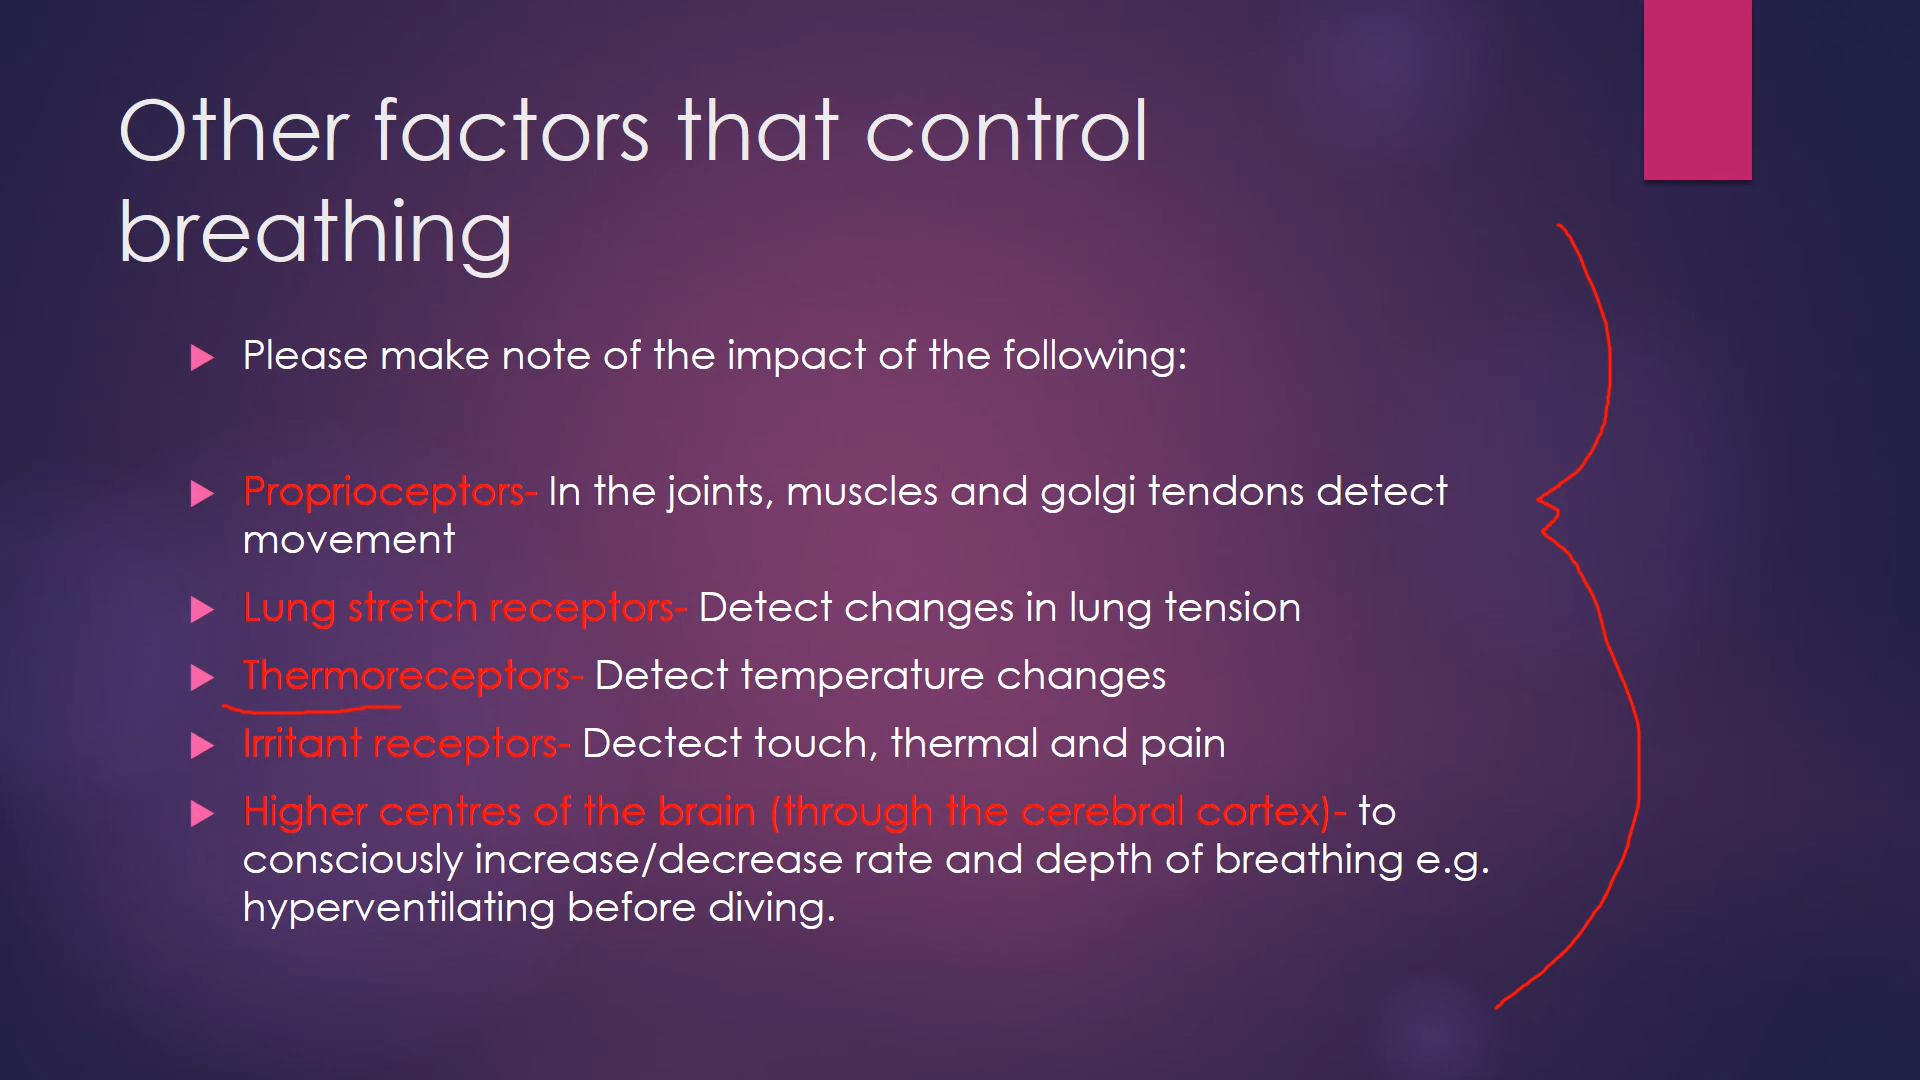 Other factors that control
breathing
Please make note of the impact of the following:
Proprioceptors- In the joints, muscles and golgi tendons detect
movement
Lung stretch receptors- Detect changes in lung tension
Thermoreceptors- Detect temperature changes
Irritant receptors- Dectect touch, thermal and pain
Higher centres of the brain (through the cerebral cortex)- to
consciously increase/decrease rate and depth of breathing e.g.
hyperventilating before diving.